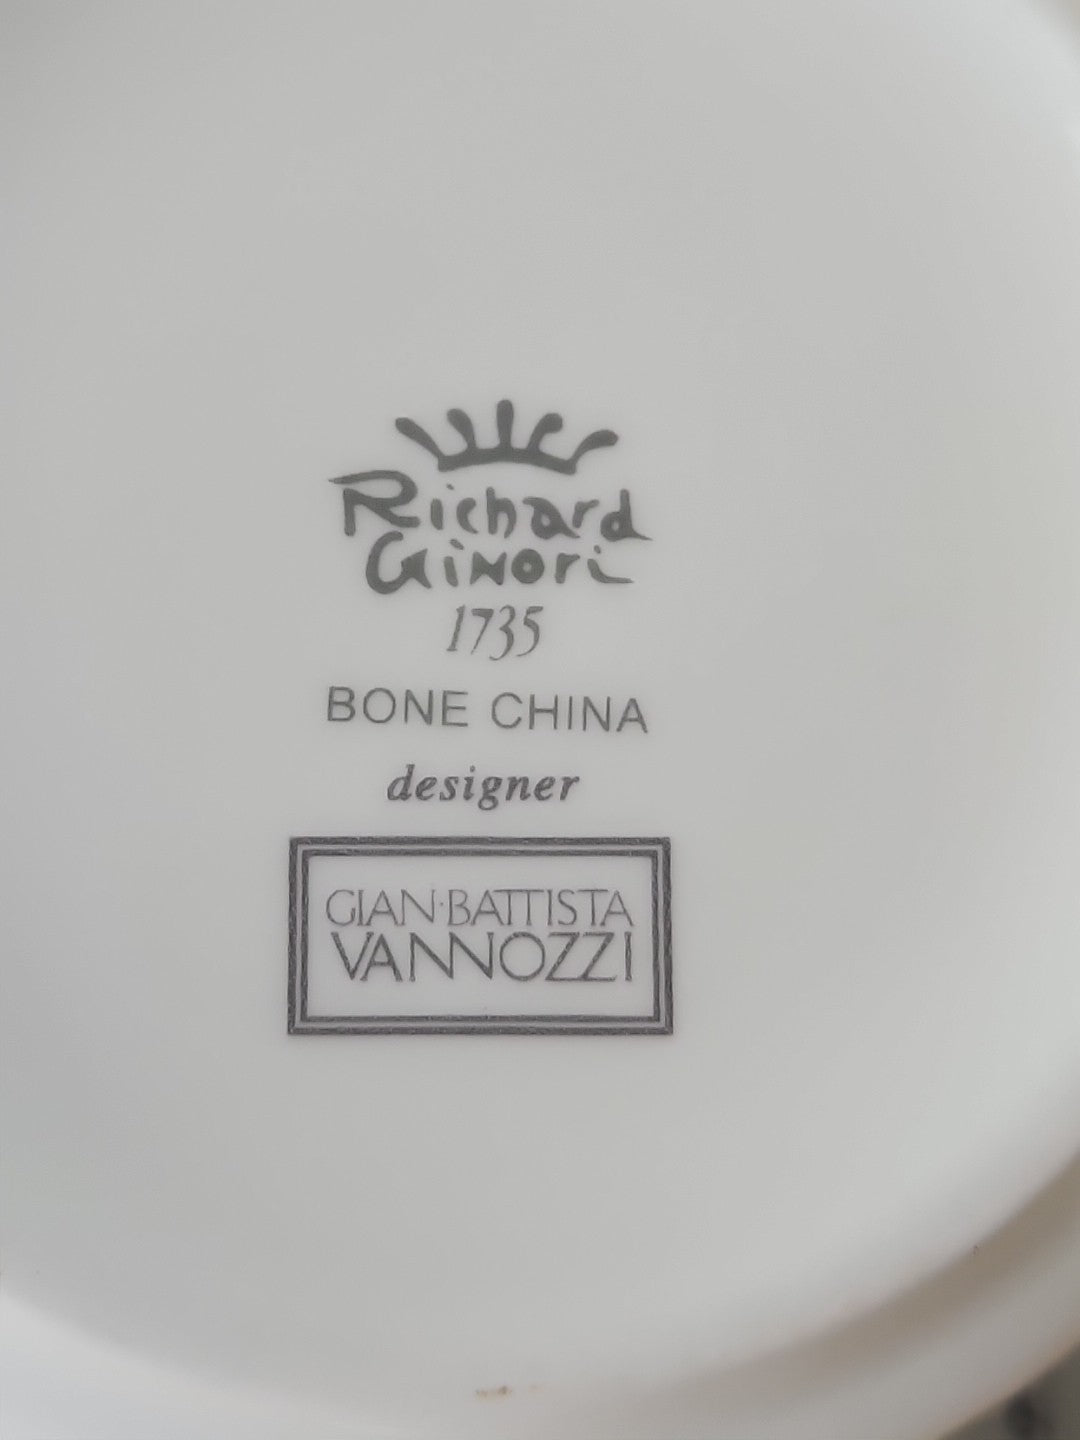 Richard
Ginori
1735
BONE CHINA
designer
GIAN·BATTISTA
VANNOZZI